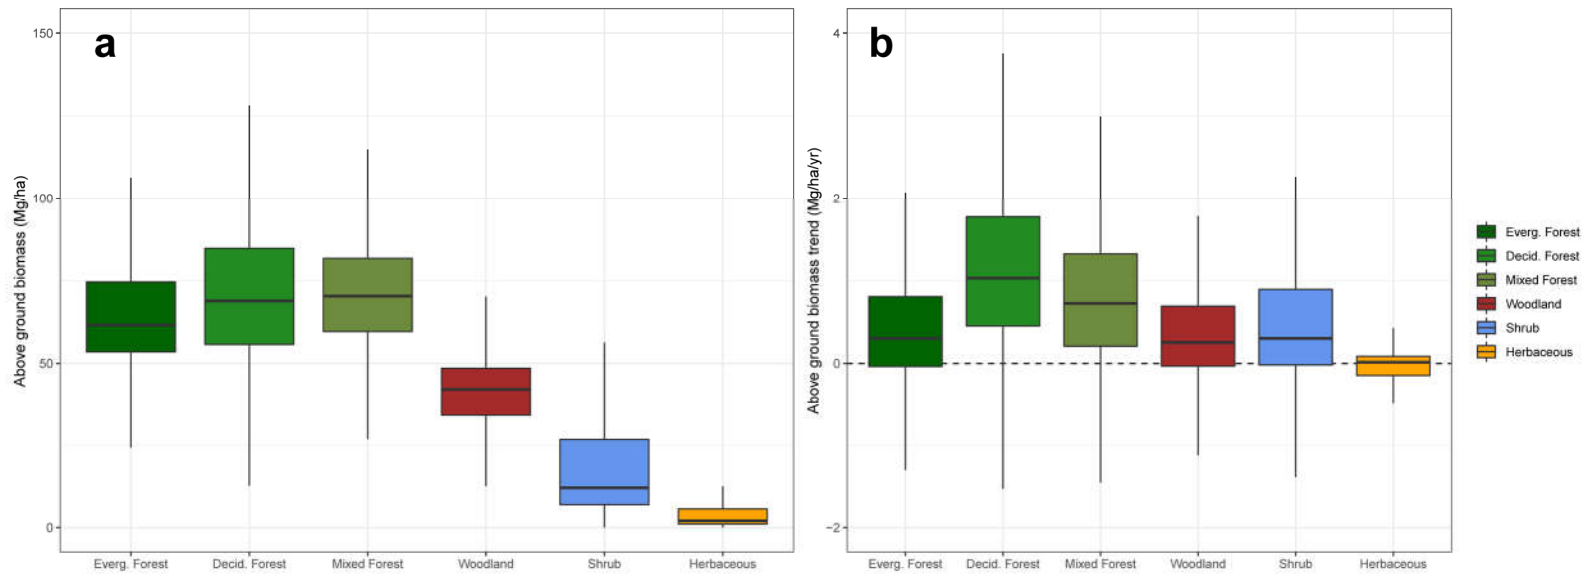 a
150
100
50
0
Above ground biomass (Mg/ha)
Everg. Forest
Decid. Forest
Mixed Forest
Woodland
Shrub
Herbaceous
b
4
2
0
−2
Above ground biomass trend (Mg/ha/yr)
Everg. Forest
Decid. Forest
Mixed Forest
Woodland
Shrub
Herbaceous
Everg. Forest
Decid. Forest
Mixed Forest
Woodland
Shrub
Herbaceous